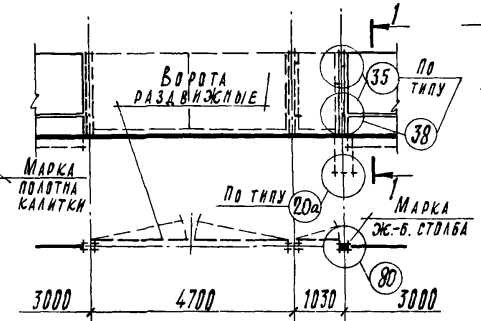 1
Ворота
раздвижные
35
По
типу
38
1
Марка
полотна
калитки
По типу
20а
Марка
ж.-б. столба
80
3000
4700
1030
3000